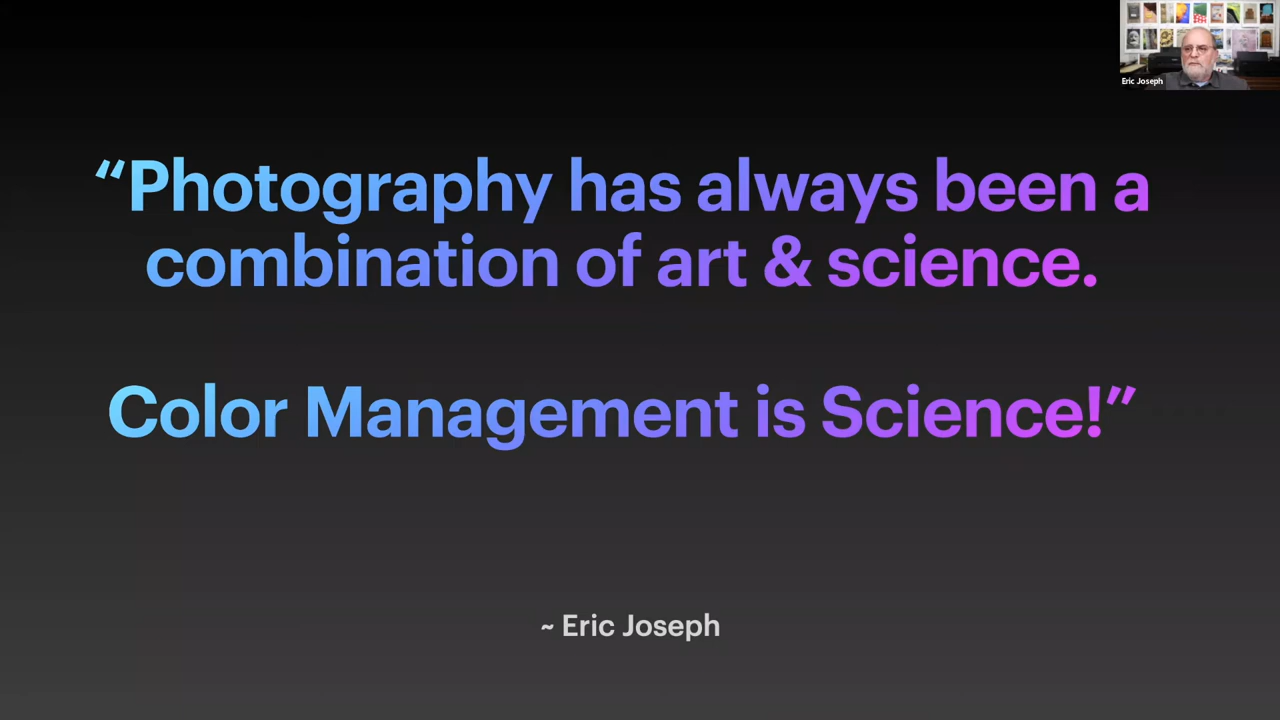 Eric Joseph
“Photography has always been a
combination of art & science.
Color Management is Science!”
~ Eric Joseph